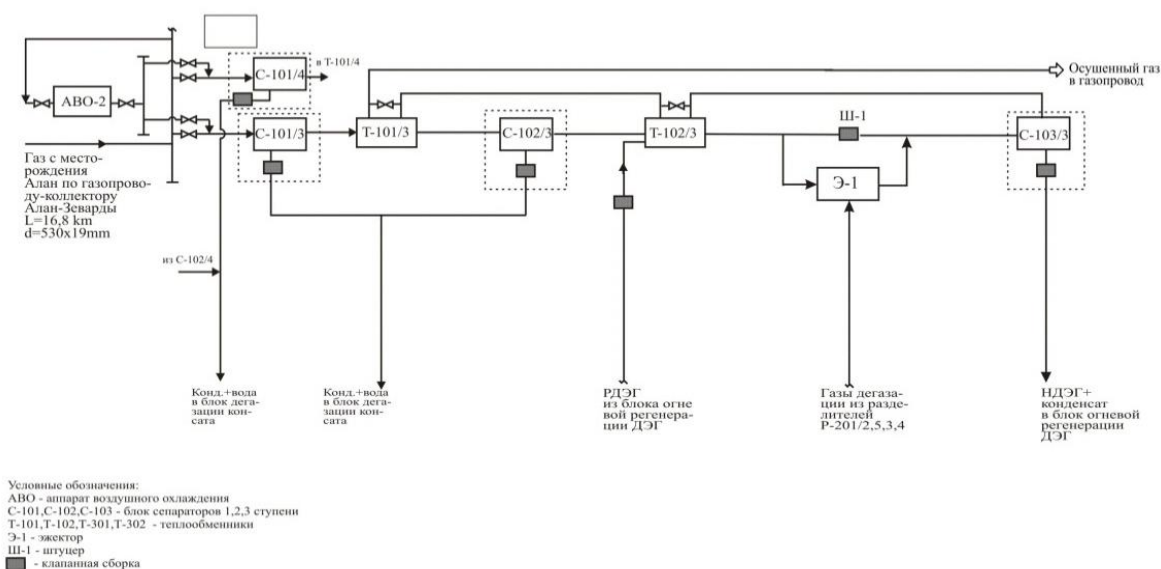 в Т-101/4
С-101/4
АВО-2
Осушенный газ
в газопровод
С-101/3
Т-101/3
С-102/3
Т-102/3
Ш-1
С-103/3
Э-1
Газ с место-
рождения
Алан по газопрово-
ду-коллектору
Алан-Зеварды
L=16,8 km
d=530x19mm
из С-102/4
Конд.+вода
в блок дега-
зации кон-
сата
Конд.+вода
в блок дега-
зации кон-
сата
РДЭГ
из блока огне
вой регенера-
ции ДЭГ
Газы дегаза-
ции из разде-
лителей
Р-201/2,5,3,4
НДЭГ+
конденсат
в блок огневой
регенерации
ДЭГ
Условные обозначения:
АВО - аппарат воздушного охлаждения
С-101,С-102,С-103 - блок сепараторов 1,2,3 ступени
Т-101,Т-102,Т-301,Т-302 - теплообменники
Э-1 - эжектор
Ш-1 - штуцер
- клапанная сборка